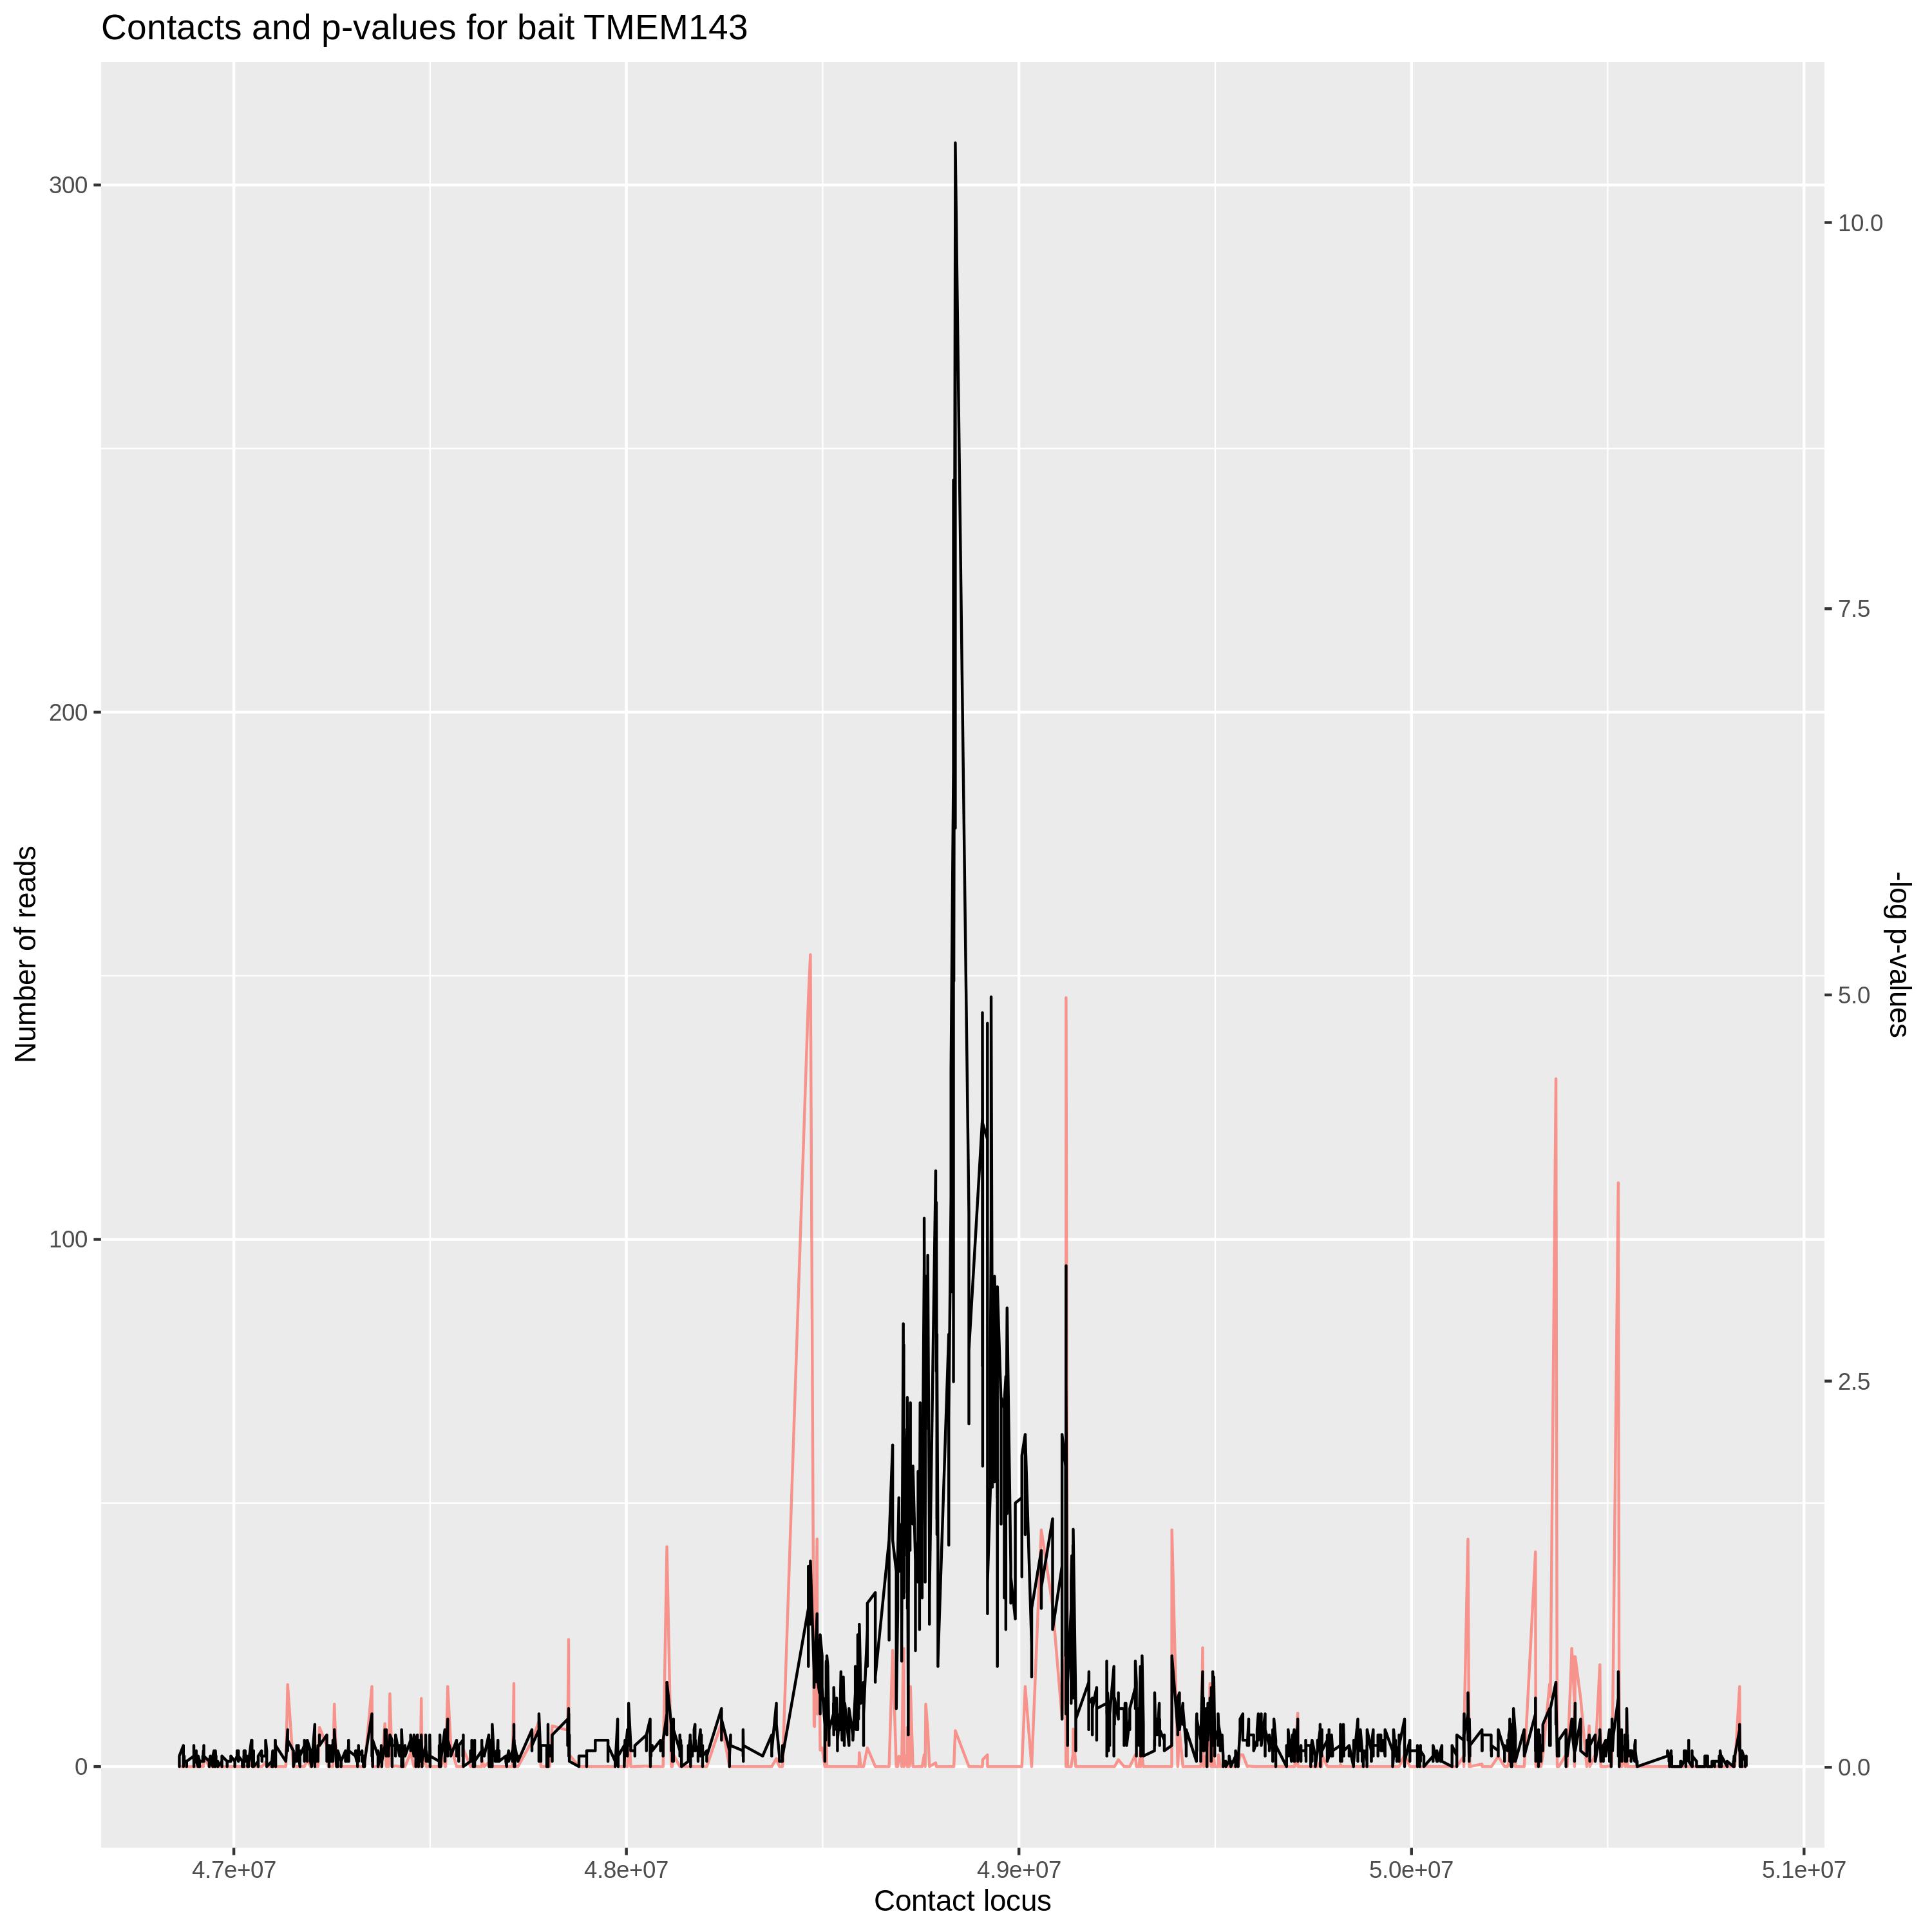 Contacts and p-values for bait TMEM143
300
200
100
0
Number of reads
10.0
7.5
5.0
2.5
0.0
-log p-values
4.7e+07
4.8e+07
4.9e+07
5.0e+07
5.1e+07
Contact locus